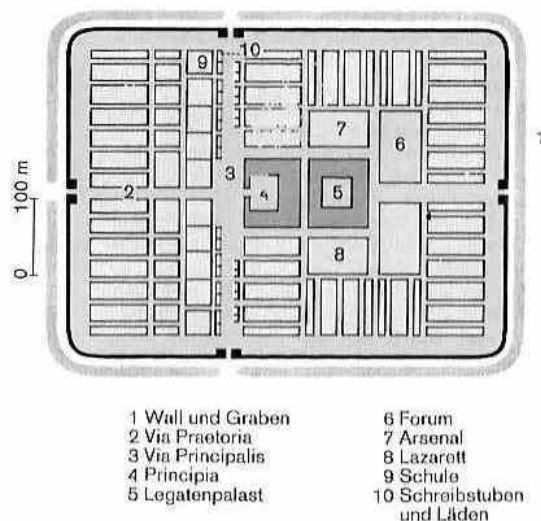 10
9
7
6
3
4
5
2
8
100 m
0
1 Wall und Graben
2 Via Praetoria
3 Via Principalis
4 Principia
5 Legatenpalast
6 Forum
7 Arsenal
8 Lazarett
9 Schule
10 Schreibstuben
und Läden